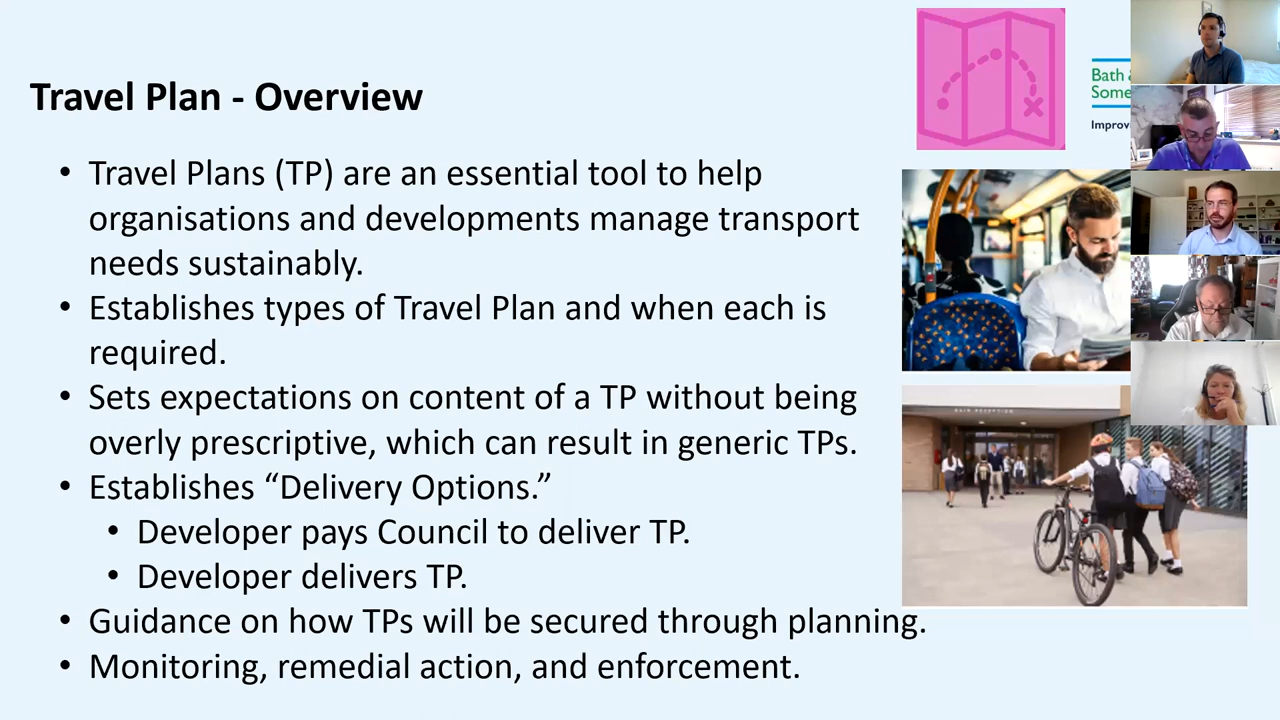 Travel Plan - Overview
• Travel Plans (TP) are an essential tool to help
organisations and developments manage transport
needs sustainably.
• Establishes types of Travel Plan and when each is
required.
• Sets expectations on content of a TP without being
overly prescriptive, which can result in generic TPs.
• Establishes “Delivery Options.”
• Developer pays Council to deliver TP.
• Developer delivers TP.
• Guidance on how TPs will be secured through planning.
• Monitoring, remedial action, and enforcement.
Bath &
Some
Improv
MAIN RECEPTION